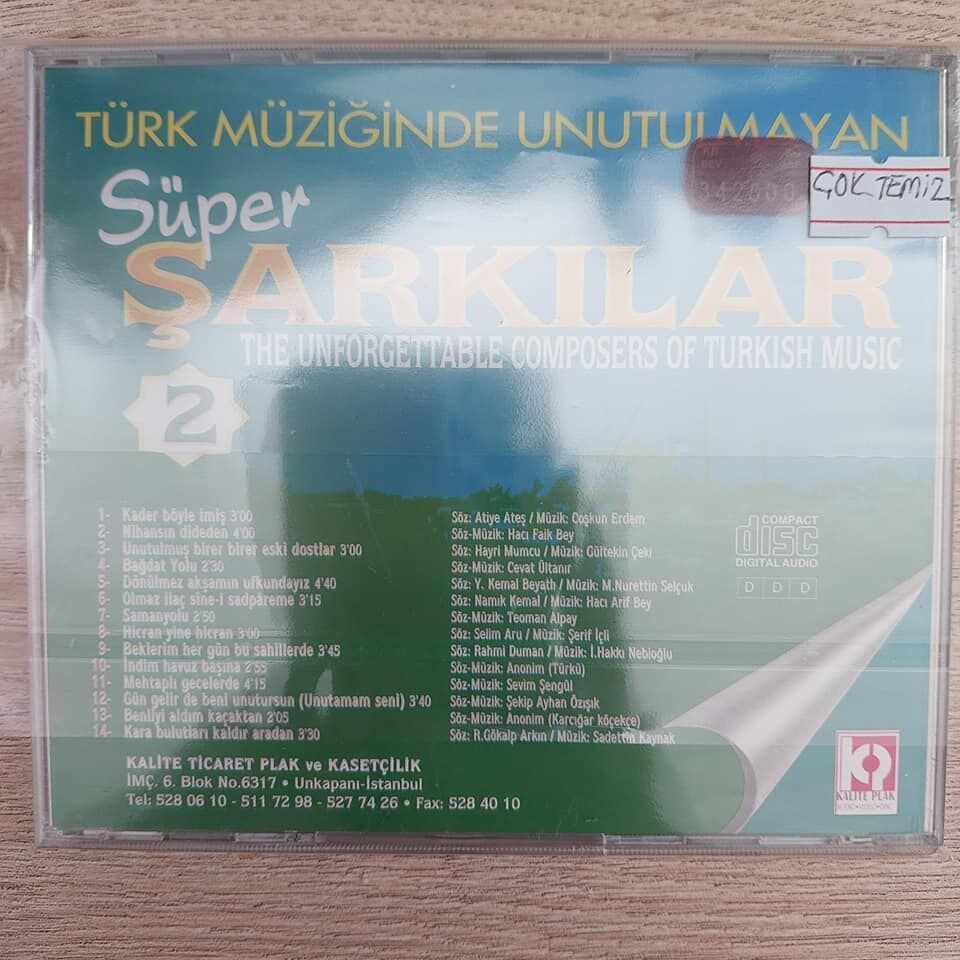 TÜRK MÜZİĞİNDE UNUTULMAYAN
ÇOK TEMİZ
Süper
ŞARKILAR
THE UNFORGETTABLE COMPOSERS OF TURKISH MUSIC
2
1- Kader böyle imiş 3'00 Söz: Atiye Ateş / Müzik: Coşkun Erdem
2- Nihansın dideden 4'00 Söz-Müzik: Hacı Faik Bey
3- Unutulmuş birer birer eski dostlar 3'00 Söz: Hayri Mumcu / Müzik: Gültekin Çeki
4- Bağdat Yolu 2'30 Söz-Müzik: Cevat Ültanır
5- Dönülmez akşamın ufkundayız 4'40 Söz: Y. Kemal Beyatlı / Müzik: M.Nurettin Selçuk
6- Olmaz ilaç sine-i sadpareme 3'15 Söz: Namık Kemal / Müzik: Hacı Arif Bey
7- Samanyolu 2'50 Söz-Müzik: Teoman Alpay
8- Hicran yine hicran 3'00 Söz: Selim Aru / Müzik: Şerif İçli
9- Beklerim her gün bu sahillerde 3'45 Söz: Rahmi Duman / Müzik: İ.Hakkı Nebioğlu
10- İndim havuz başına 2'55 Söz-Müzik: Anonim (Türkü)
11- Mehtaplı gecelerde 4'15 Söz-Müzik: Sevim Şengül
12- Gün gelir de beni unutursun (Unutamam seni) 3'40 Söz-Müzik: Şekip Ayhan Özışık
13- Benliyi aldım kaçaktan 2'05 Söz-Müzik: Anonim (Karcığar köçekçe)
14- Kara bulutları kaldır aradan 3'30 Söz: R.Gökalp Arkın / Müzik: Sadettin Kaynak
COMPACT
disc
DIGITAL AUDIO
D D D
KALİTE TİCARET PLAK ve KASETÇİLİK
İMÇ. 6. Blok No.6317 • Unkapanı-İstanbul
Tel: 528 06 10 - 511 72 98 - 527 74 26 • Fax: 528 40 10
KALİTE PLAK